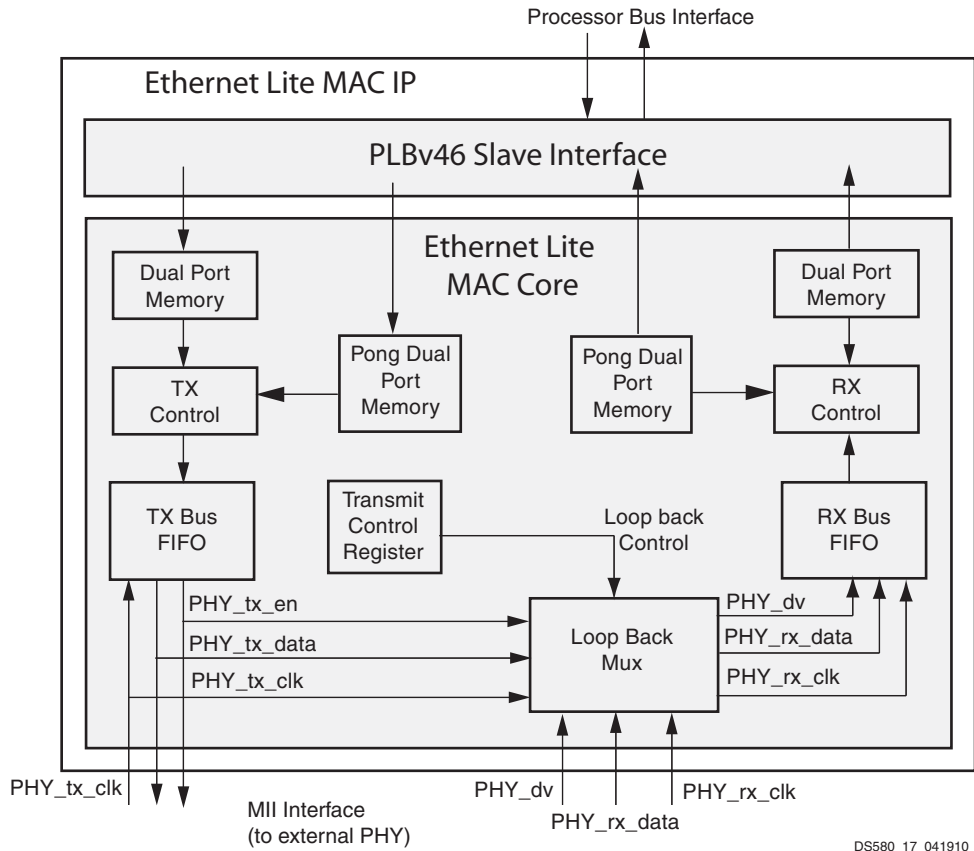 Processor Bus Interface
Ethernet Lite MAC IP
PLBv46 Slave Interface
Ethernet Lite
MAC Core
Dual Port
Memory
Dual Port
Memory
Pong Dual
Port
Memory
Pong Dual
Port
Memory
TX
Control
RX
Control
TX Bus
FIFO
Transmit
Control
Register
Loop back
Control
RX Bus
FIFO
PHY_tx_en
PHY_tx_data
PHY_tx_clk
Loop Back
Mux
PHY_dv
PHY_rx_data
PHY_rx_clk
PHY_tx_clk
MII Interface
(to external PHY)
PHY_dv
PHY_rx_data
PHY_rx_clk
DS580_17_041910